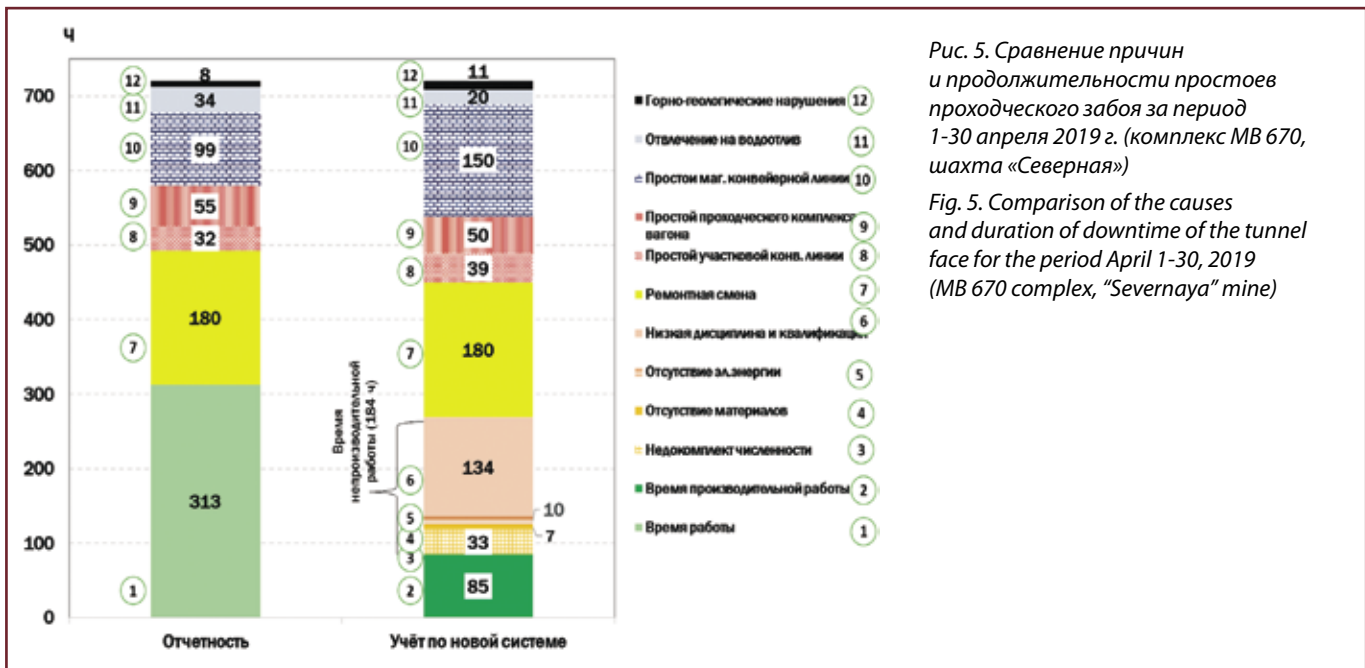 ч
700
600
500
400
300
200
100
0
12
8
11
34
10
99
9
55
8
32
180
7
313
1
Отчетность
Время
непроизводительной
работы (184 ч)
12
11
11
20
10
150
9
50
8
39
7
180
6
134
5
10
4
7
3
33
2
85
Учёт по новой системе
Горно-геологические нарушения 12
Отвлечение на водоотлив 11
Простои маг. конвейерной линии 10
Простой проходческого комплекса
вагона 9
Простой участковой конв. линии 8
Ремонтная смена 7
Низкая дисциплина и квалификация 6
Отсутствие эл.энергии 5
Отсутствие материалов 4
Недокомплект численности 3
Время производительной работы 2
Время работы 1
Рис. 5. Сравнение причин
и продолжительности простоев
проходческого забоя за период
1-30 апреля 2019 г. (комплекс МВ 670,
шахта «Северная»)
Fig. 5. Comparison of the causes
and duration of downtime of the tunnel
face for the period April 1-30, 2019
(MB 670 complex, "Severnaya" mine)